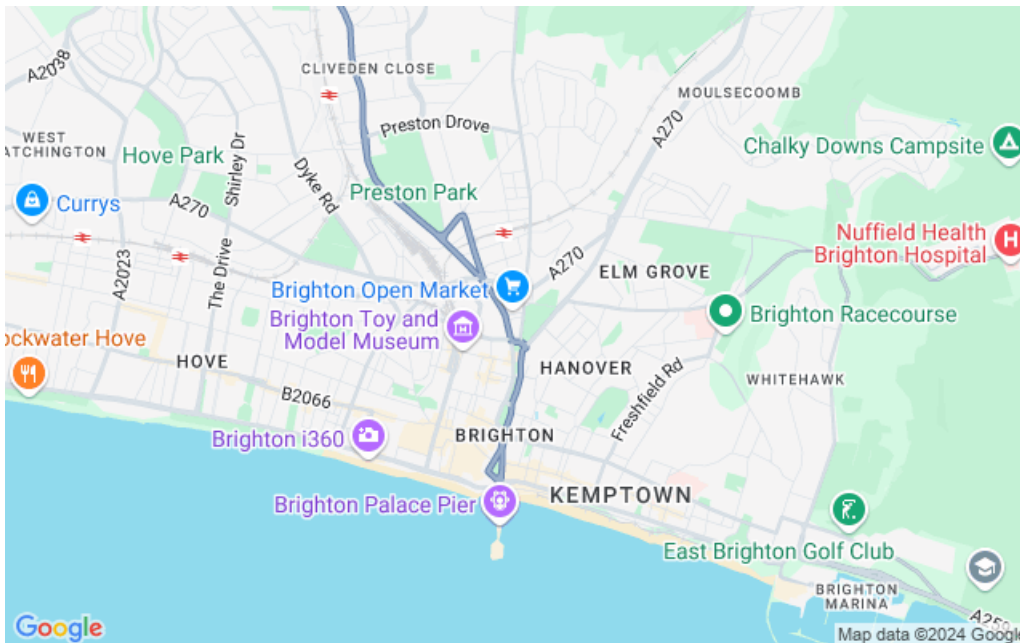 A2038
CLIVEDEN CLOSE
MOULSECOOMB
A270
Preston Drove
WEST
ATCHINGTON
Hove Park
Shirley Dr
Dyke Rd
Chalky Downs Campsite
Preston Park
Currys
A270
A2023
The Drive
Nuffield Health
Brighton Hospital
A270
ELM GROVE
Brighton Open Market
Brighton Toy and
Model Museum
Brighton Racecourse
ockwater Hove
HOVE
HANOVER
Freshfield Rd
WHITEHAWK
B2066
Brighton i360
BRIGHTON
Brighton Palace Pier
KEMPTOWN
East Brighton Golf Club
BRIGHTON
MARINA
A259
Google
Map data ©2024 Google